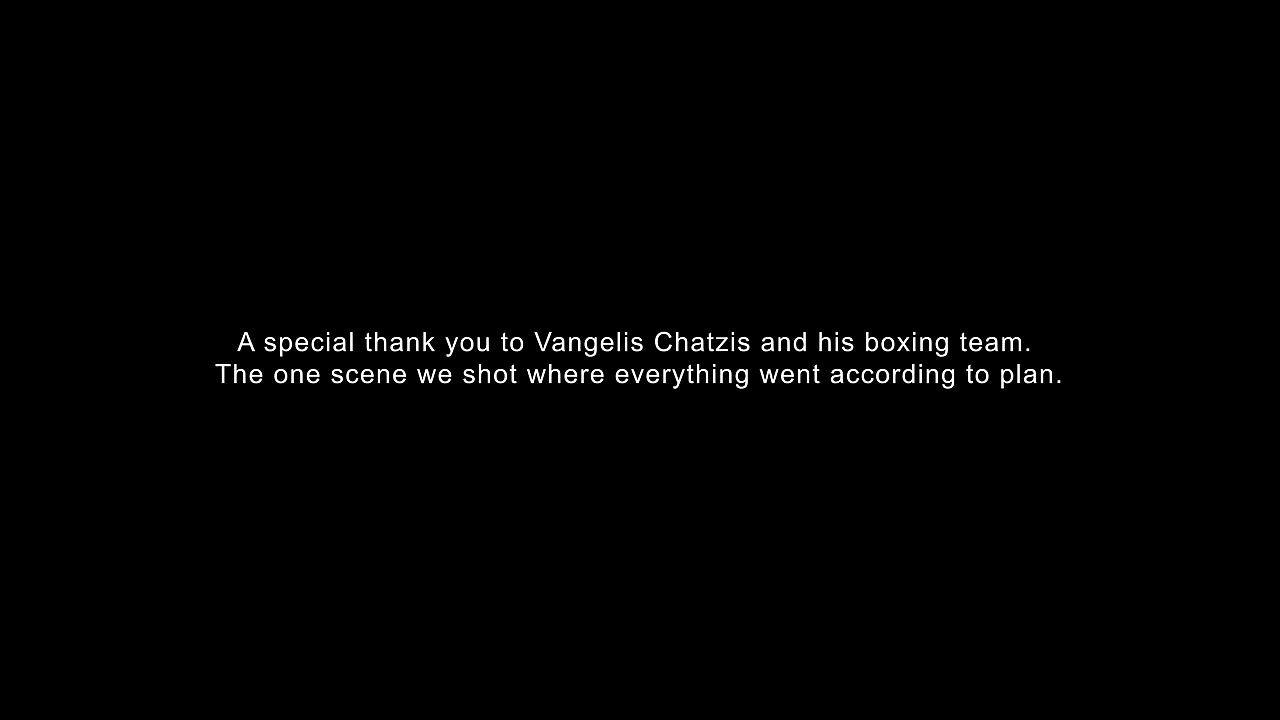 A special thank you to Vangelis Chatzis and his boxing team.
The one scene we shot where everything went according to plan.